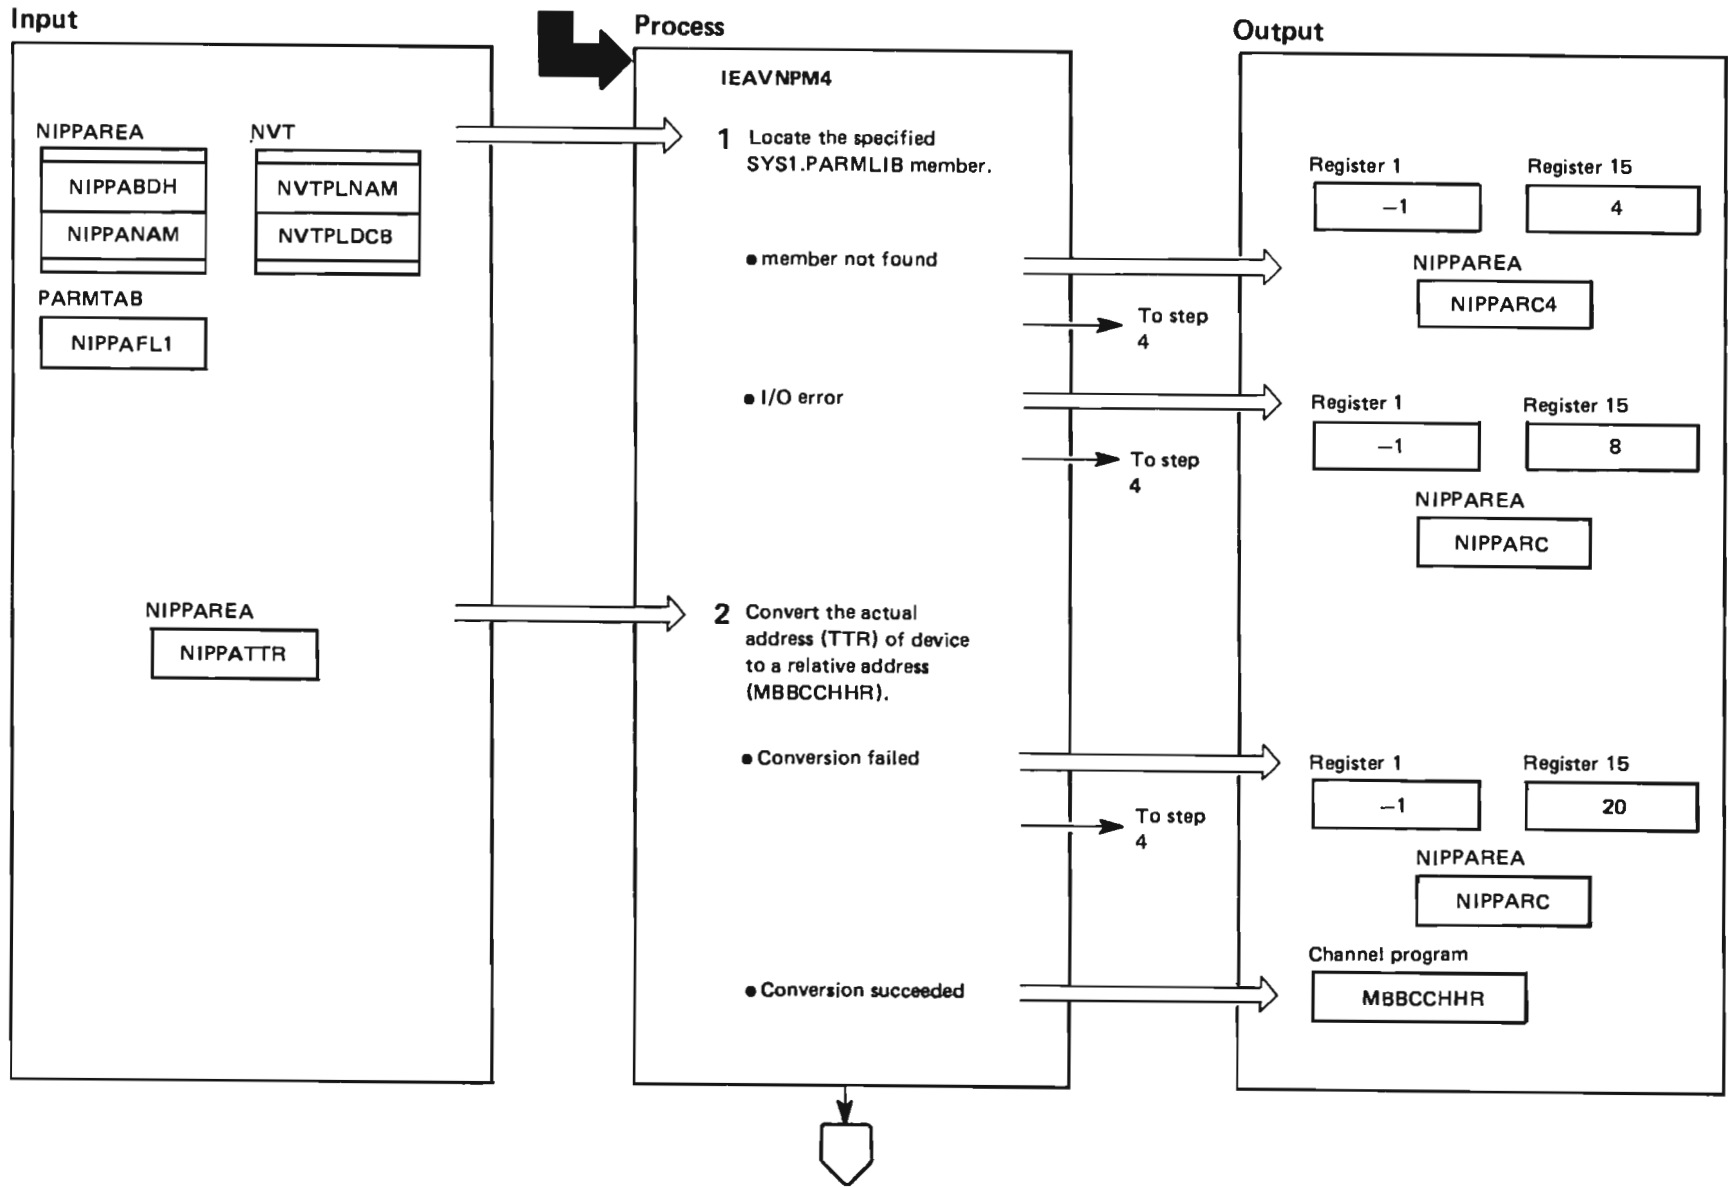 Input
Process
Output
IEAVNPM4
NIPPAREA
NVT
NIPPABDH
NIPPANAM
NVTPLNAM
NVTPLDCB
PARMTAB
NIPPAFL1
1 Locate the specified
SYS1.PARMLIB member.
• member not found
To step
4
Register 1
Register 15
−1
4
NIPPAREA
NIPPARC4
• I/O error
To step
4
Register 1
Register 15
−1
8
NIPPAREA
NIPPARC
NIPPAREA
NIPPATTR
2 Convert the actual
address (TTR) of device
to a relative address
(MBBCCHHR).
• Conversion failed
To step
4
Register 1
Register 15
−1
20
NIPPAREA
NIPPARC
• Conversion succeeded
Channel program
MBBCCHHR